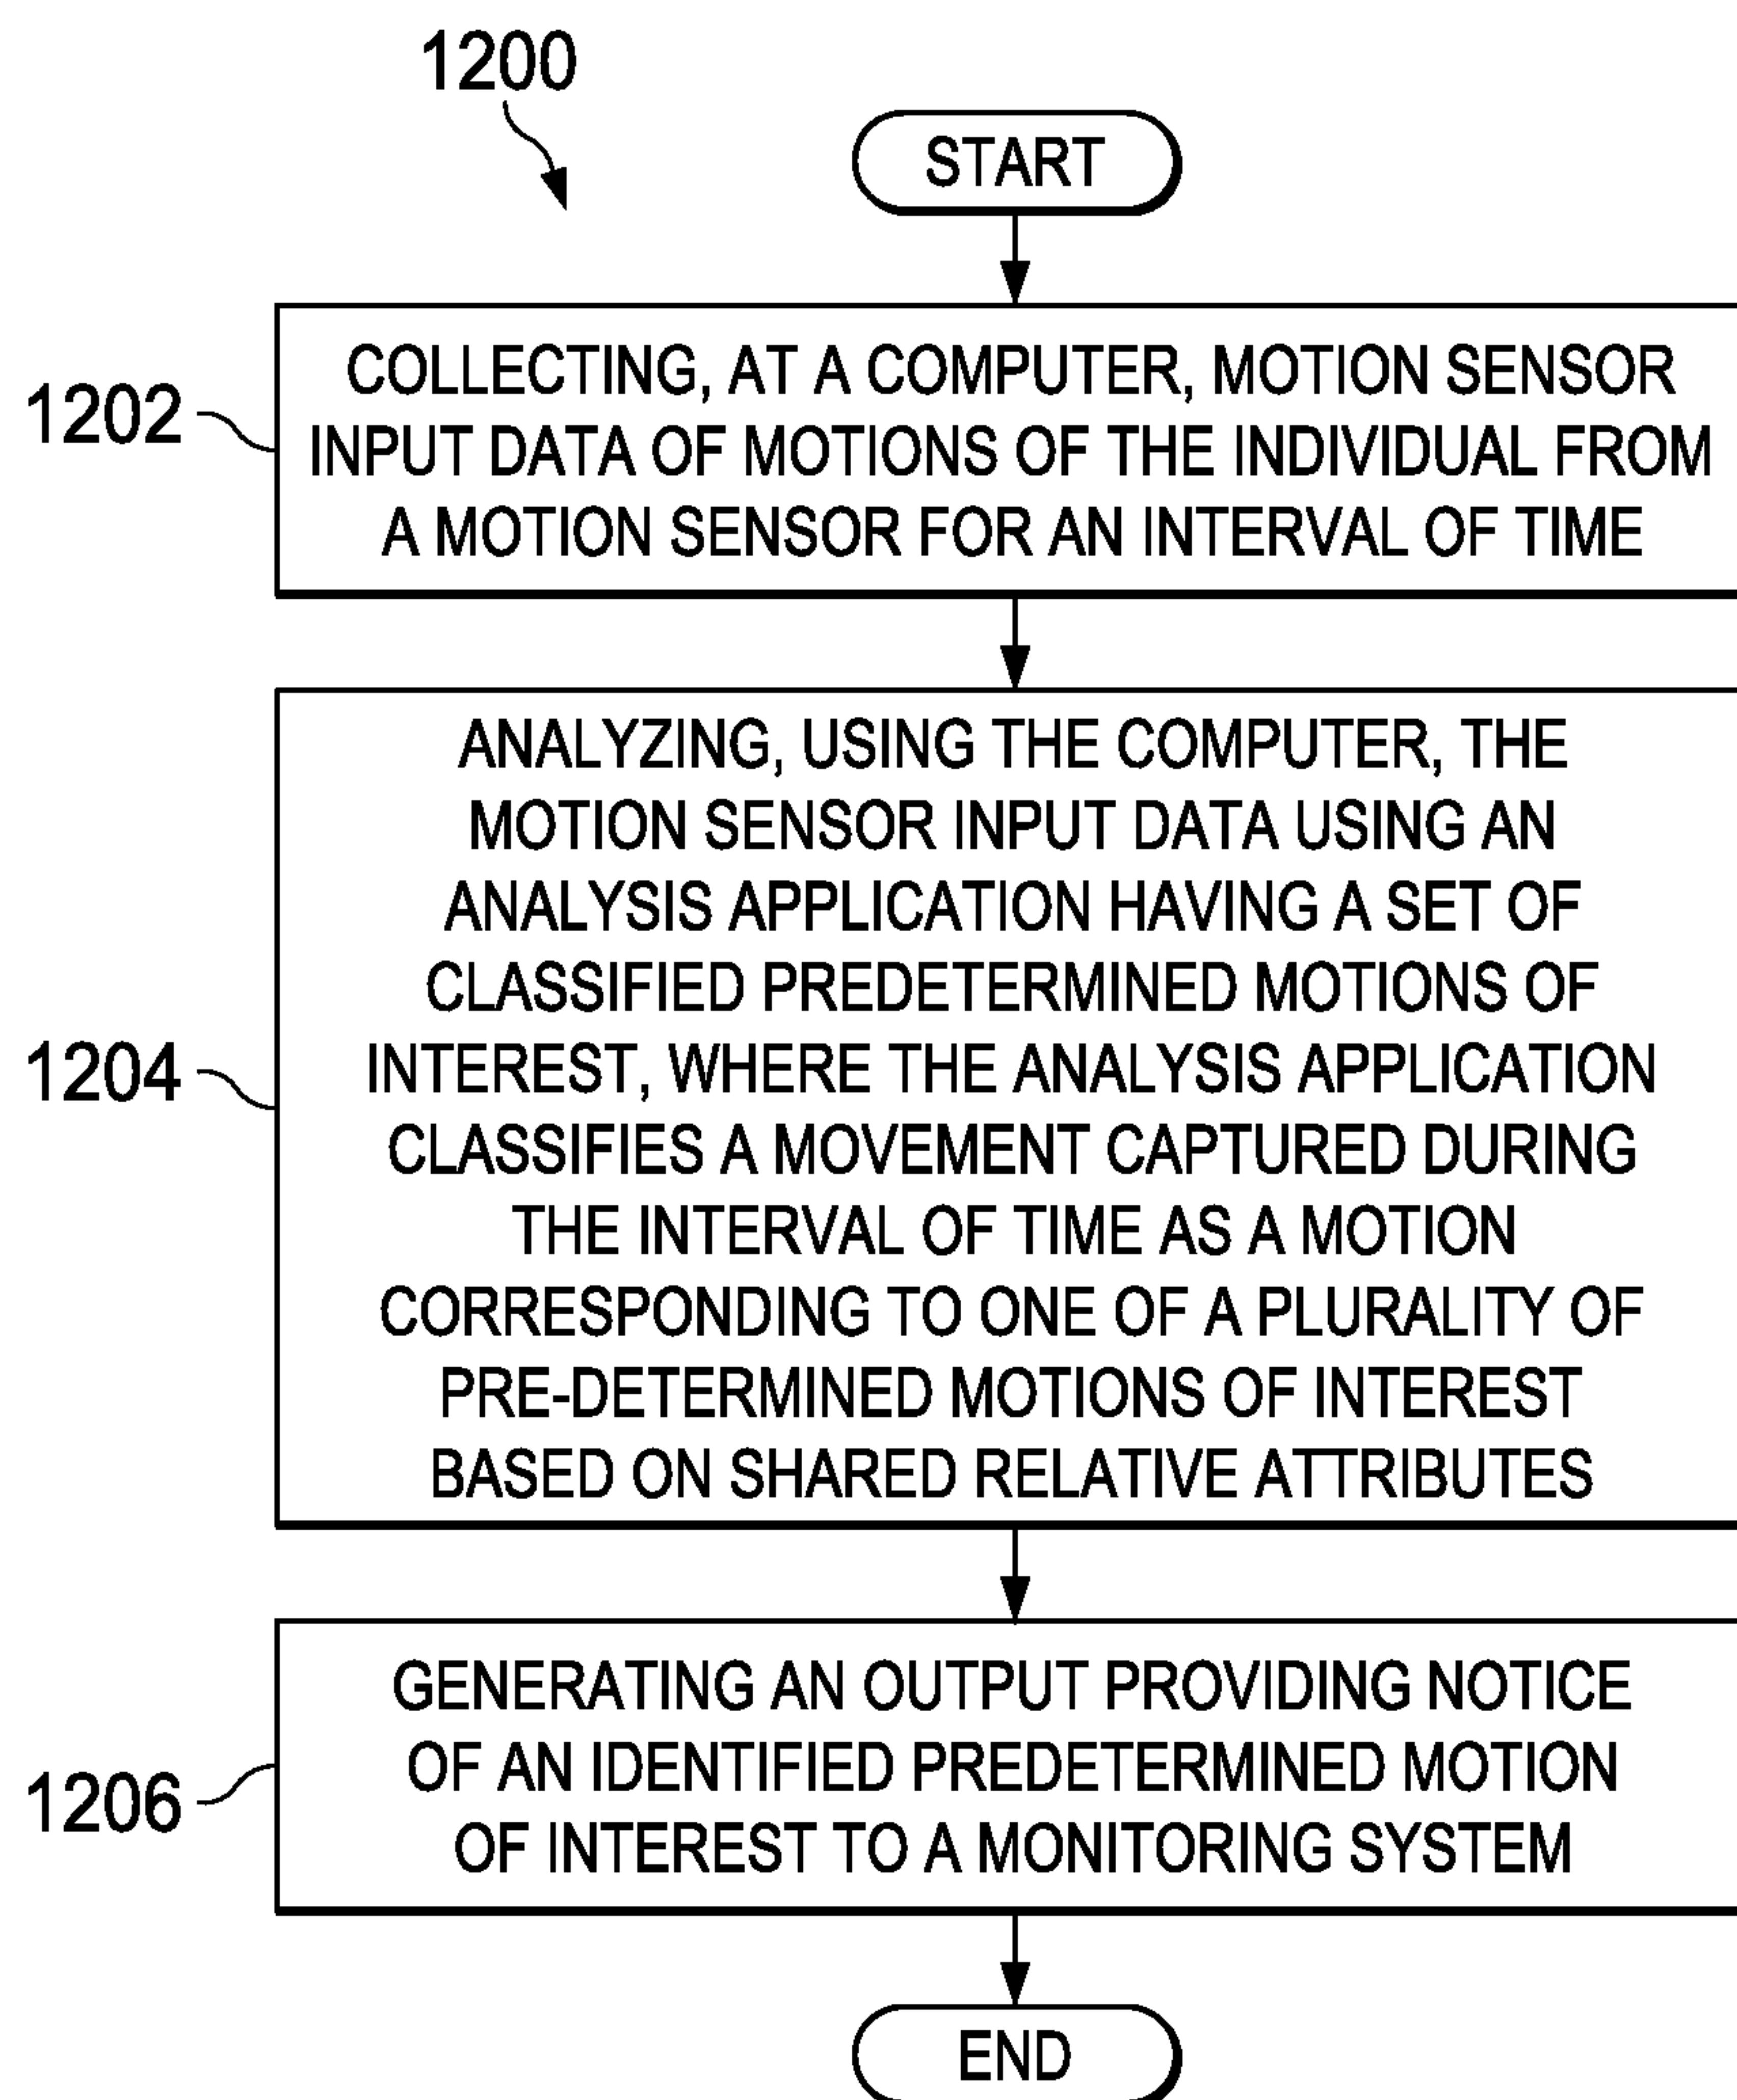 1200
START
1202
COLLECTING, AT A COMPUTER, MOTION SENSOR
INPUT DATA OF MOTIONS OF THE INDIVIDUAL FROM
A MOTION SENSOR FOR AN INTERVAL OF TIME
1204
ANALYZING, USING THE COMPUTER, THE
MOTION SENSOR INPUT DATA USING AN
ANALYSIS APPLICATION HAVING A SET OF
CLASSIFIED PREDETERMINED MOTIONS OF
INTEREST, WHERE THE ANALYSIS APPLICATION
CLASSIFIES A MOVEMENT CAPTURED DURING
THE INTERVAL OF TIME AS A MOTION
CORRESPONDING TO ONE OF A PLURALITY OF
PRE-DETERMINED MOTIONS OF INTEREST
BASED ON SHARED RELATIVE ATTRIBUTES
1206
GENERATING AN OUTPUT PROVIDING NOTICE
OF AN IDENTIFIED PREDETERMINED MOTION
OF INTEREST TO A MONITORING SYSTEM
END